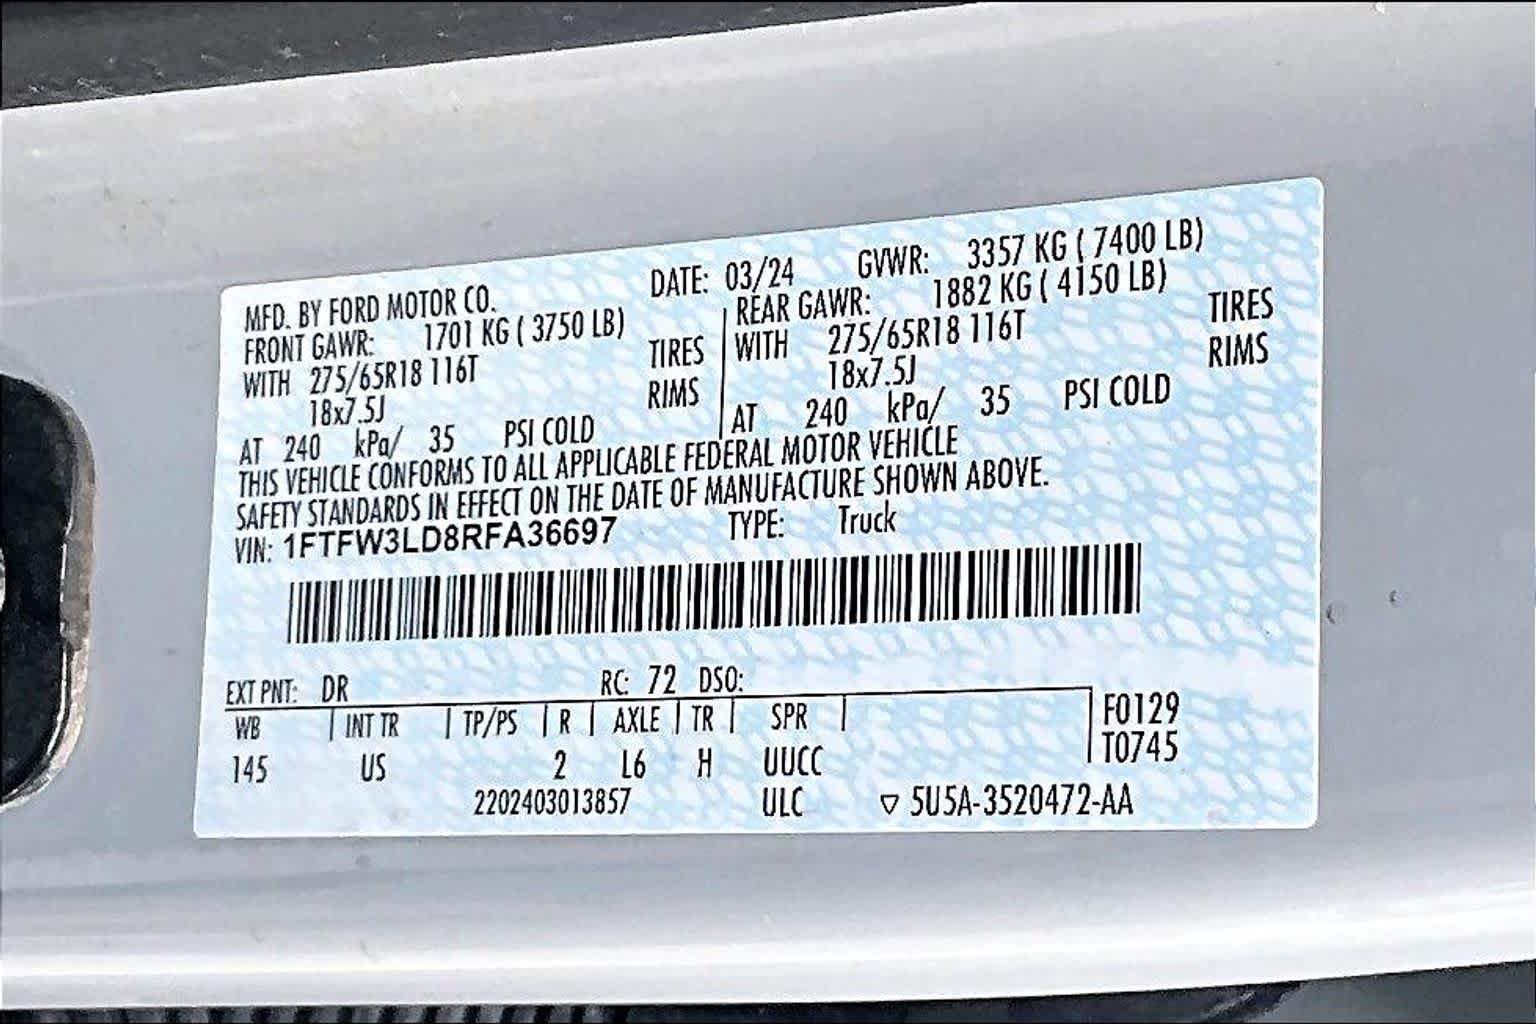 MFD. BY FORD MOTOR CO. DATE: 03/24 GVWR: 3357 KG ( 7400 LB)
FRONT GAWR: 1701 KG ( 3750 LB) REAR GAWR: 1882 KG ( 4150 LB)
WITH 275/65R18 116T TIRES WITH 275/65R18 116T TIRES
18x7.5J RIMS 18x7.5J RIMS
AT 240 kPa/ 35 PSI COLD AT 240 kPa/ 35 PSI COLD
THIS VEHICLE CONFORMS TO ALL APPLICABLE FEDERAL MOTOR VEHICLE
SAFETY STANDARDS IN EFFECT ON THE DATE OF MANUFACTURE SHOWN ABOVE.
VIN: 1FTFW3LD8RFA36697 TYPE: Truck
EXT PNT: DR RC: 72 DSO:
WB INT TR TP/PS R AXLE TR SPR F0129
145 US 2 L6 H UUCC T0745
2202403013857 ULC ▽ 5U5A-3520472-AA